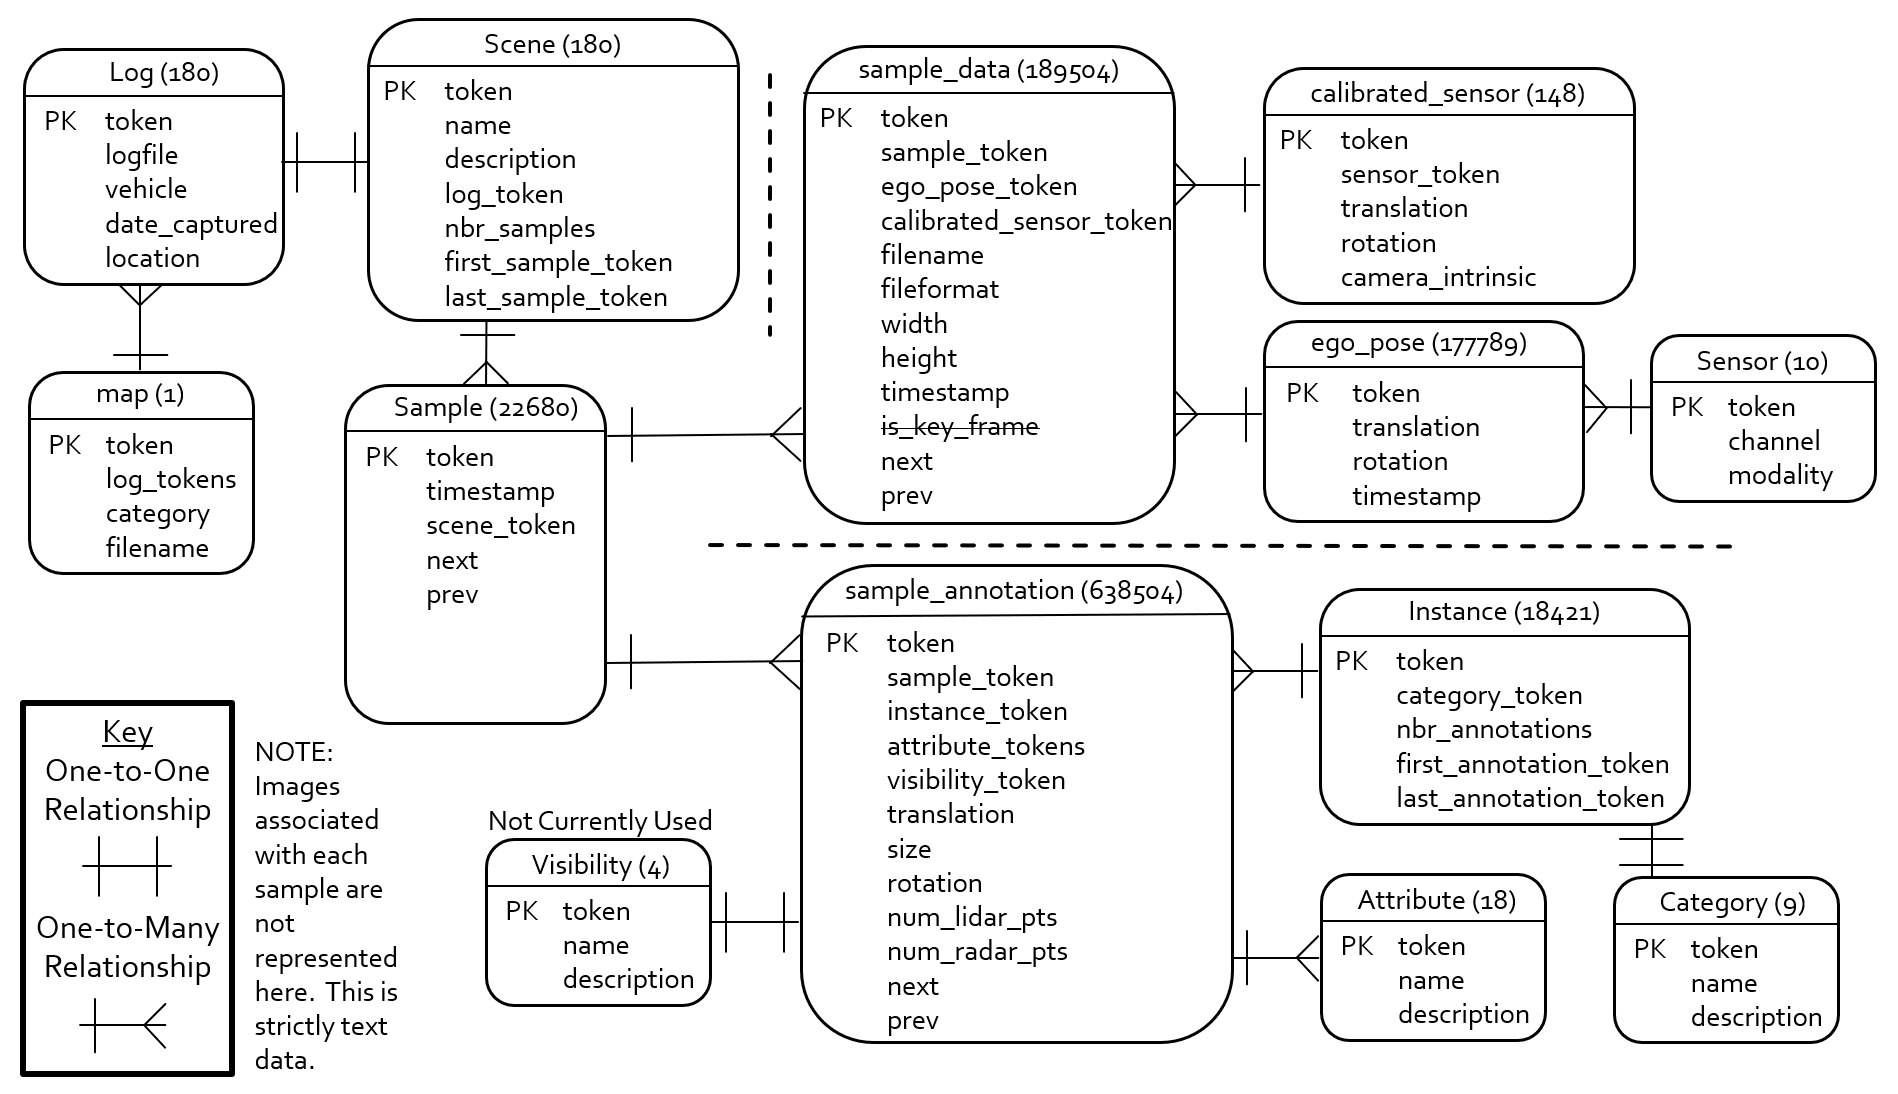 Log (180)
PK token
logfile
vehicle
date_captured
location
Scene (180)
PK token
name
description
log_token
nbr_samples
first_sample_token
last_sample_token
sample_data (189504)
PK token
sample_token
ego_pose_token
calibrated_sensor_token
filename
fileformat
width
height
timestamp
is_key_frame
next
prev
calibrated_sensor (148)
PK token
sensor_token
translation
rotation
camera_intrinsic
ego_pose (177789)
PK token
translation
rotation
timestamp
Sensor (10)
PK token
channel
modality
map (1)
PK token
log_tokens
category
filename
Sample (22680)
PK token
timestamp
scene_token
next
prev
sample_annotation (638504)
PK token
sample_token
instance_token
attribute_tokens
visibility_token
translation
size
rotation
num_lidar_pts
num_radar_pts
next
prev
Instance (18421)
PK token
category_token
nbr_annotations
first_annotation_token
last_annotation_token
Key
One-to-One
Relationship
One-to-Many
Relationship
NOTE:
Images
associated
with each
sample are
not
represented
here. This is
strictly text
data.
Not Currently Used
Visibility (4)
PK token
name
description
Attribute (18)
PK token
name
description
Category (9)
PK token
name
description